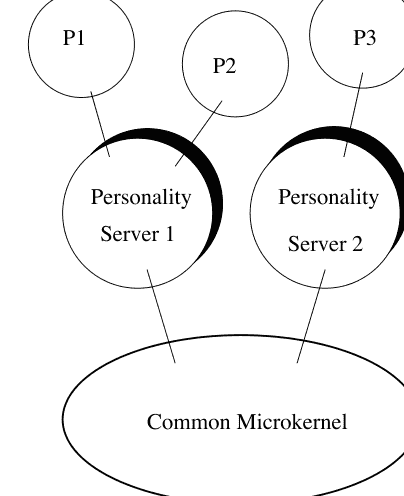 P1
P2
P3
Personality
Server 1
Personality
Server 2
Common Microkernel